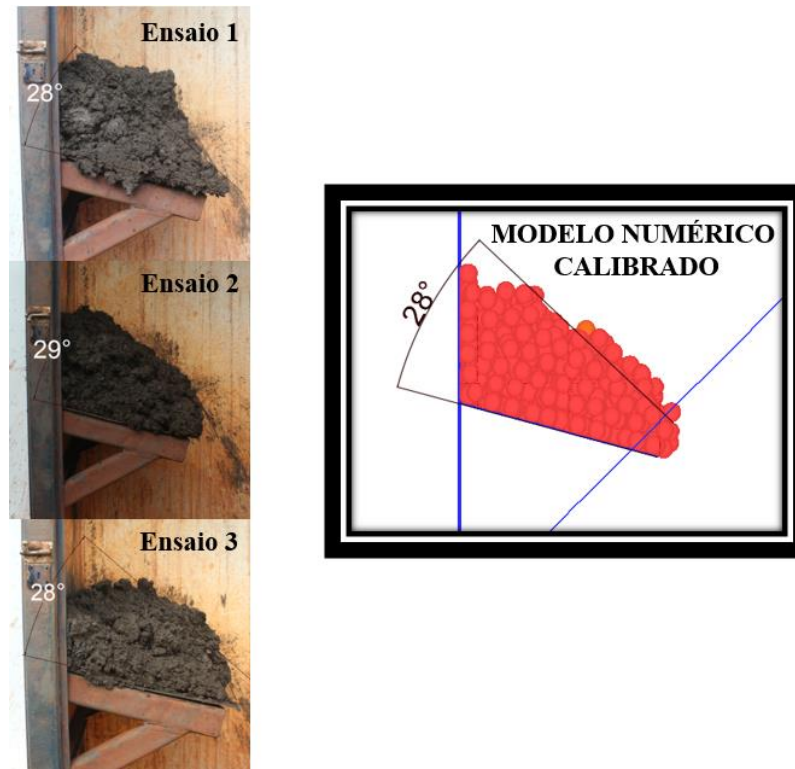 Ensaio 1
28°
Ensaio 2
29°
Ensaio 3
28°
MODELO NUMÉRICO
CALIBRADO
28°